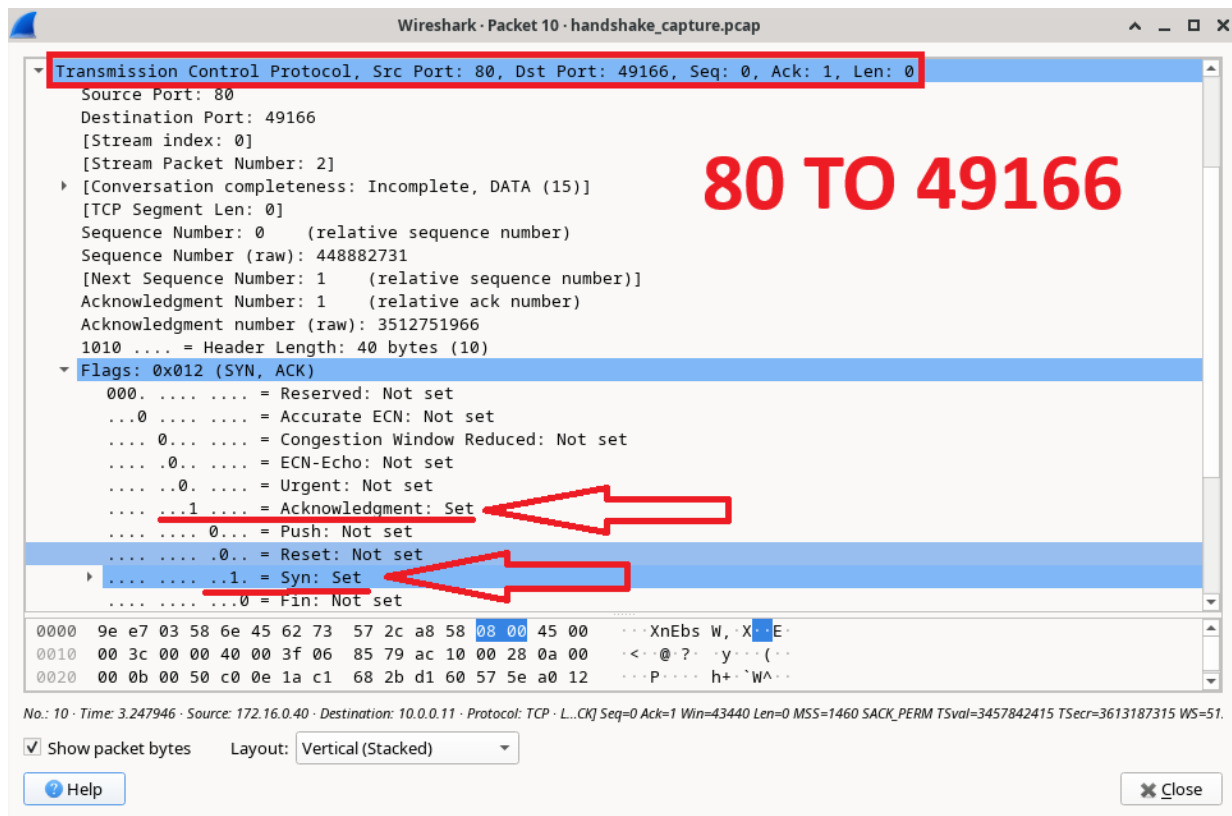 Wireshark · Packet 10 · handshake_capture.pcap
Transmission Control Protocol, Src Port: 80, Dst Port: 49166, Seq: 0, Ack: 1, Len: 0
Source Port: 80
Destination Port: 49166
[Stream index: 0]
[Stream Packet Number: 2]
[Conversation completeness: Incomplete, DATA (15)]
[TCP Segment Len: 0]
Sequence Number: 0    (relative sequence number)
Sequence Number (raw): 448882731
[Next Sequence Number: 1    (relative sequence number)]
Acknowledgment Number: 1    (relative ack number)
Acknowledgment number (raw): 3512751966
1010 .... = Header Length: 40 bytes (10)
80 TO 49166
Flags: 0x012 (SYN, ACK)
000. .... .... = Reserved: Not set
...0 .... .... = Accurate ECN: Not set
.... 0... .... = Congestion Window Reduced: Not set
.... .0.. .... = ECN-Echo: Not set
.... ..0. .... = Urgent: Not set
.... ...1 .... = Acknowledgment: Set
.... .... 0... = Push: Not set
.... .... .0.. = Reset: Not set
.... .... ..1. = Syn: Set
.... .... ...0 = Fin: Not set
0000  9e e7 03 58 6e 45 62 73  57 2c a8 58 08 00 45 00   ···XnEbs W,·X··E·
0010  00 3c 00 00 40 00 3f 06  85 79 ac 10 00 28 0a 00   ·<··@·?· ·y···(··
0020  00 0b 00 50 c0 0e 1a c1  68 2b d1 60 57 5e a0 12   ···P···· h+·`W^··
No.: 10 · Time: 3.247946 · Source: 172.16.0.40 · Destination: 10.0.0.11 · Protocol: TCP · L...CK] Seq=0 Ack=1 Win=43440 Len=0 MSS=1460 SACK_PERM TSval=3457842415 TSecr=3613187315 WS=51.
Show packet bytes
Layout: Vertical (Stacked)
Help
Close